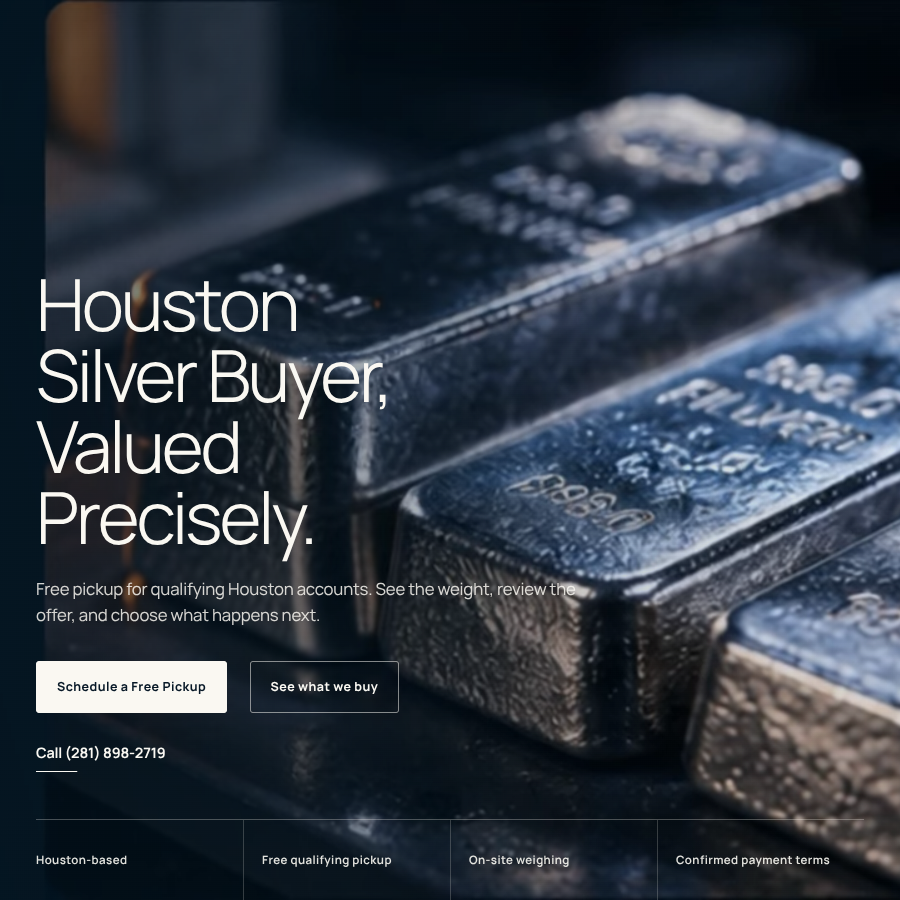 Houston
Silver Buyer,
Valued
Precisely.
Free pickup for qualifying Houston accounts. See the weight, review the
offer, and choose what happens next.
Schedule a Free Pickup
See what we buy
Call (281) 898-2719
Houston-based
Free qualifying pickup
On-site weighing
Confirmed payment terms